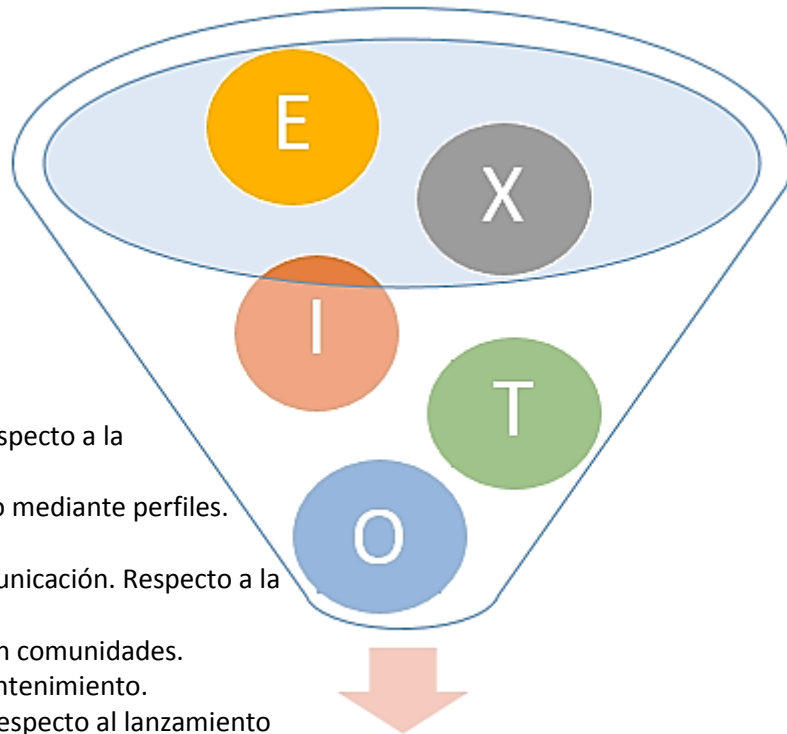 E
X
I
T
O
specto a la
o mediante perfiles.
unicación. Respecto a la
n comunidades.
ntenimiento.
especto al lanzamiento